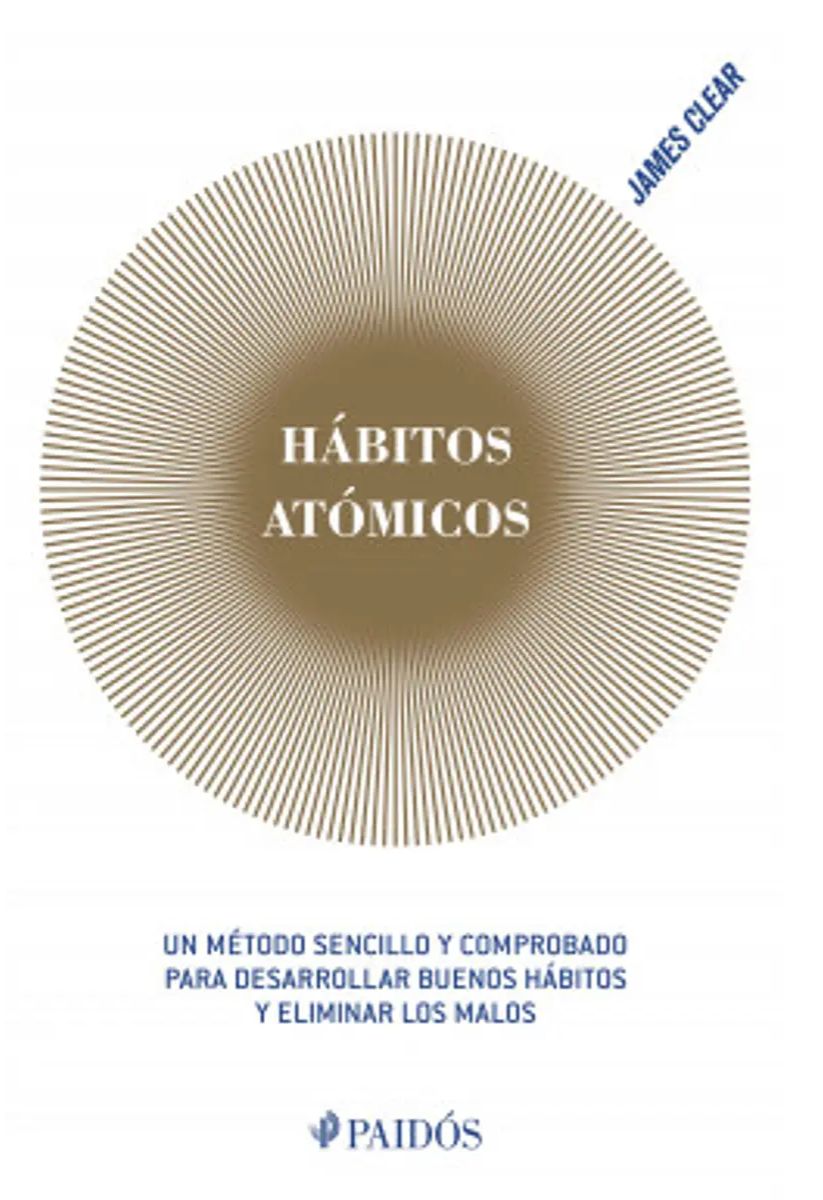 JAMES CLEAR
HÁBITOS
ATÓMICOS
UN MÉTODO SENCILLO Y COMPROBADO
PARA DESARROLLAR BUENOS HÁBITOS
Y ELIMINAR LOS MALOS
PAIDÓS